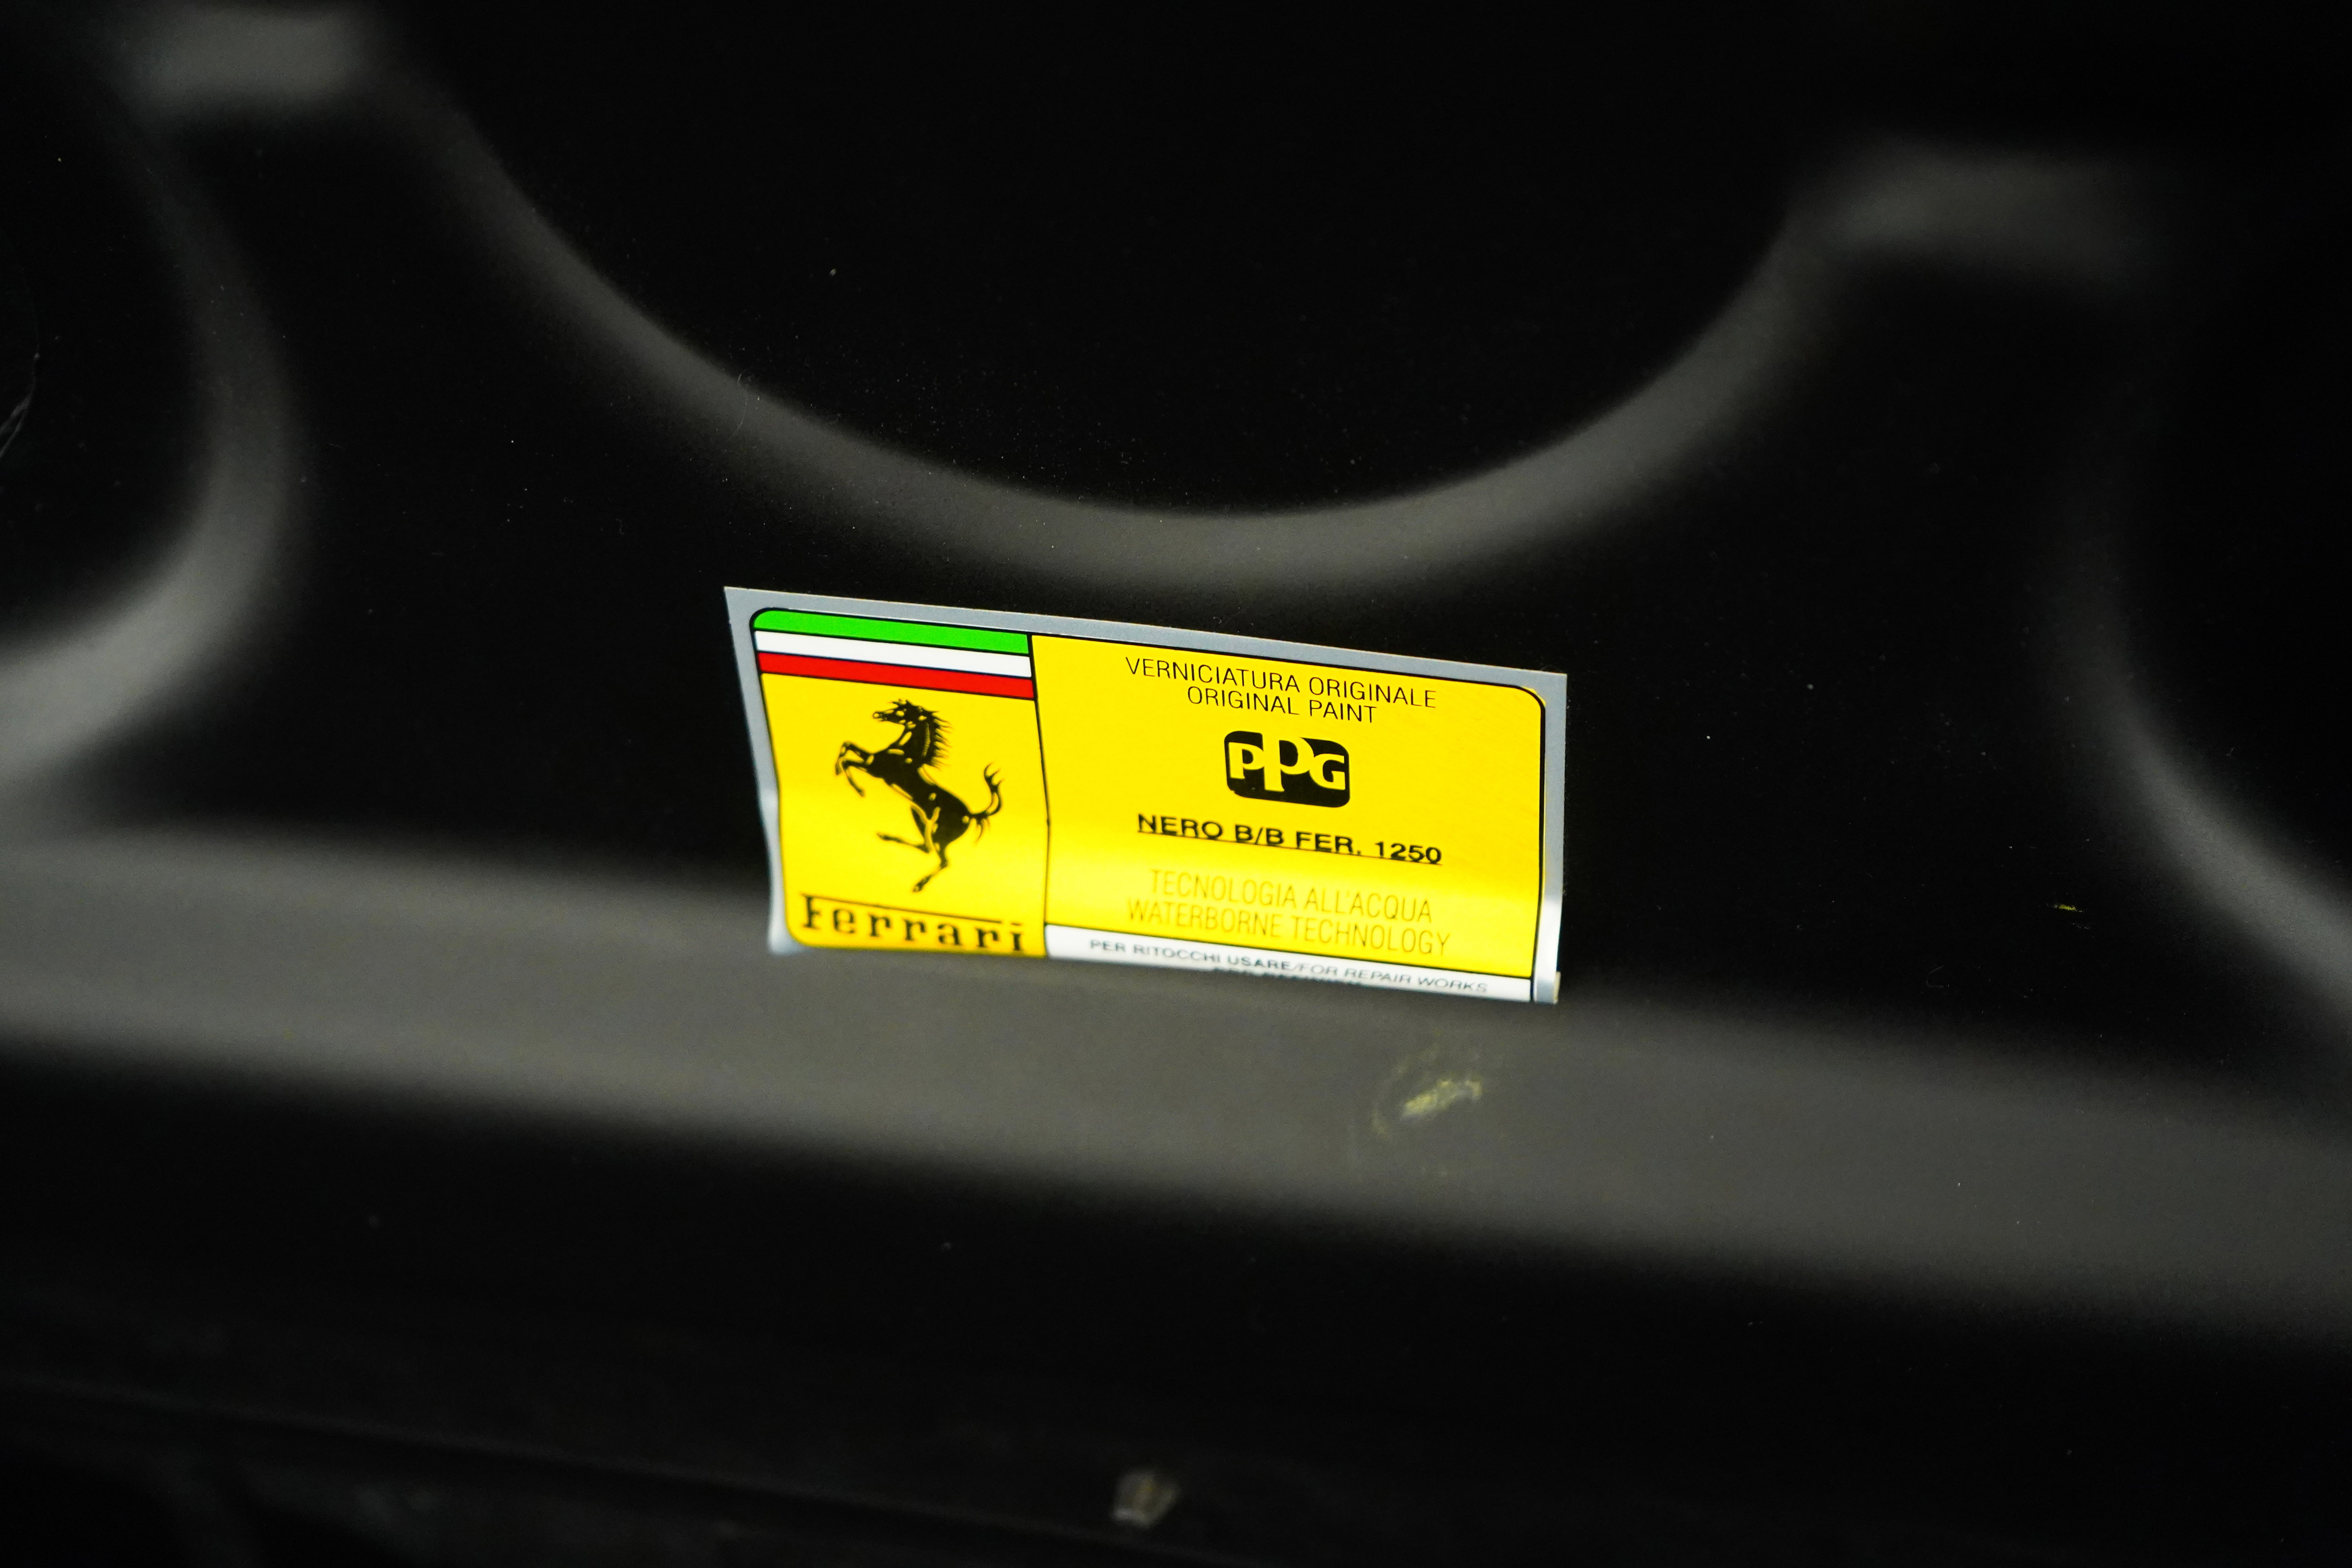 VERNICIATURA ORIGINALE
ORIGINAL PAINT
PPG
NERO B/B FER. 1250
TECNOLOGIA ALL'ACQUA
WATERBORNE TECHNOLOGY
PER RITOCCHI USARE/FOR REPAIR WORKS
Ferrari